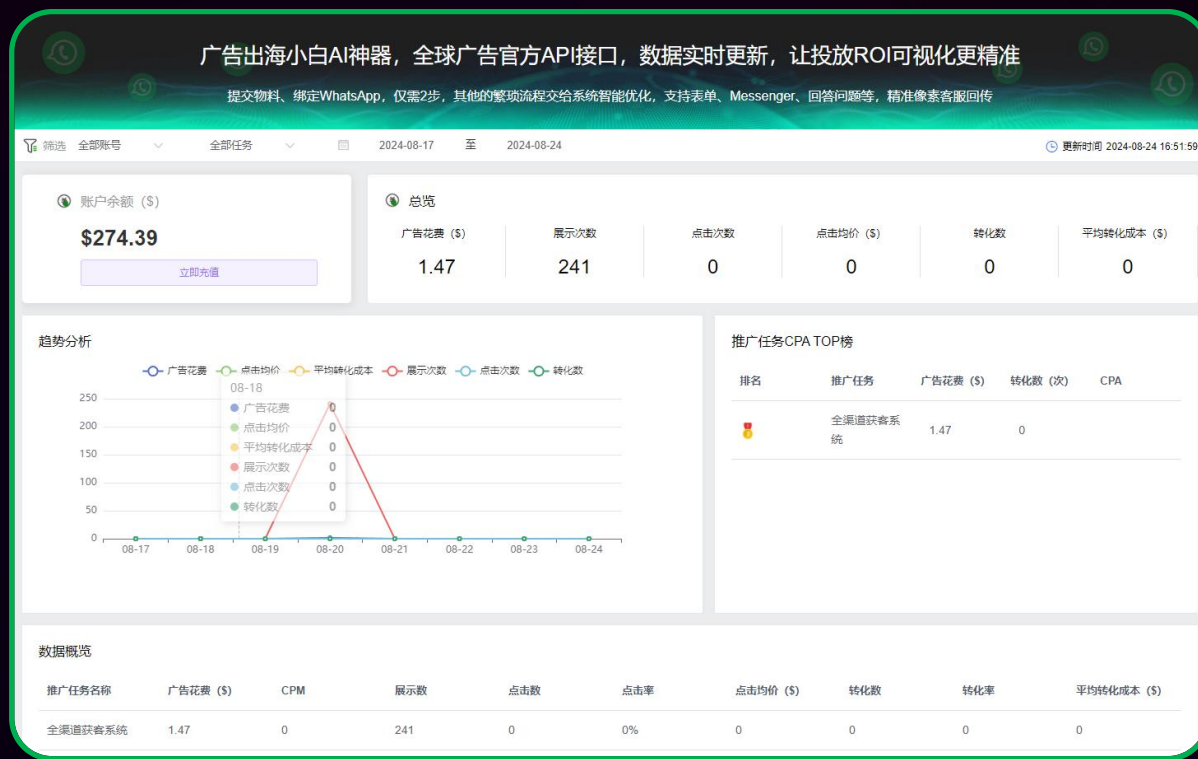 广告出海小白AI神器，全球广告官方API接口，数据实时更新，让投放ROI可视化更精准
提交物料、绑定WhatsApp，仅需2步，其他的繁琐流程交给系统智能优化，支持表单、Messenger、回答问题等，精准像素客服回传
筛选 全部账号 全部任务 2024-08-17 至 2024-08-24 更新时间 2024-08-24 16:51:59
账户余额（$）
$274.39
立即充值
总览
广告花费（$） 展示次数 点击次数 点击均价（$） 转化数 平均转化成本（$）
1.47 241 0 0 0 0
趋势分析
广告花费 点击均价 平均转化成本 展示次数 点击次数 转化数
08-18
广告花费 0
点击均价 0
平均转化成本 0
展示次数 0
点击次数 0
转化数 0
250
200
150
100
50
0
08-17 08-18 08-19 08-20 08-21 08-22 08-23 08-24
推广任务CPA TOP榜
排名 推广任务 广告花费（$） 转化数（次） CPA
全渠道获客系
统
1.47 0
数据概览
推广任务名称 广告花费（$） CPM 展示数 点击数 点击率 点击均价（$） 转化数 转化率 平均转化成本（$）
全渠道获客系统 1.47 0 241 0 0% 0 0 0 0